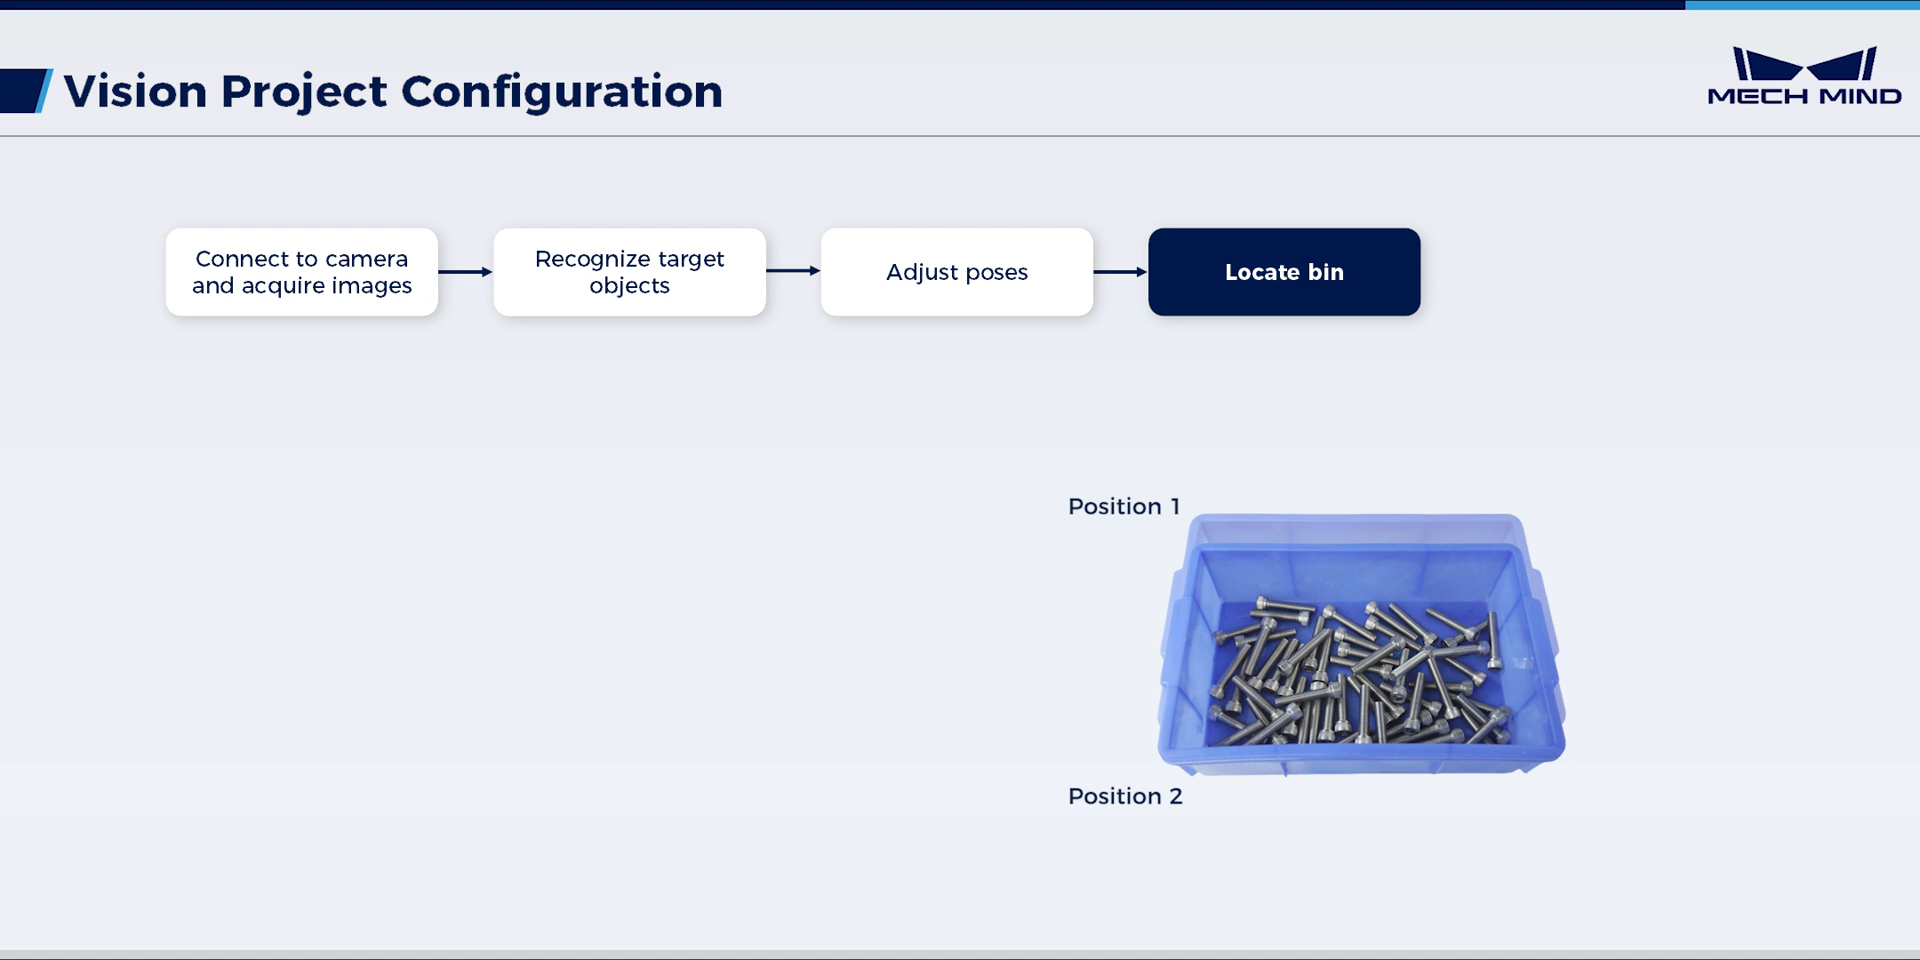 Vision Project Configuration
MECH MIND
Connect to camera
and acquire images
Recognize target
objects
Adjust poses
Locate bin
Position 1
Position 2